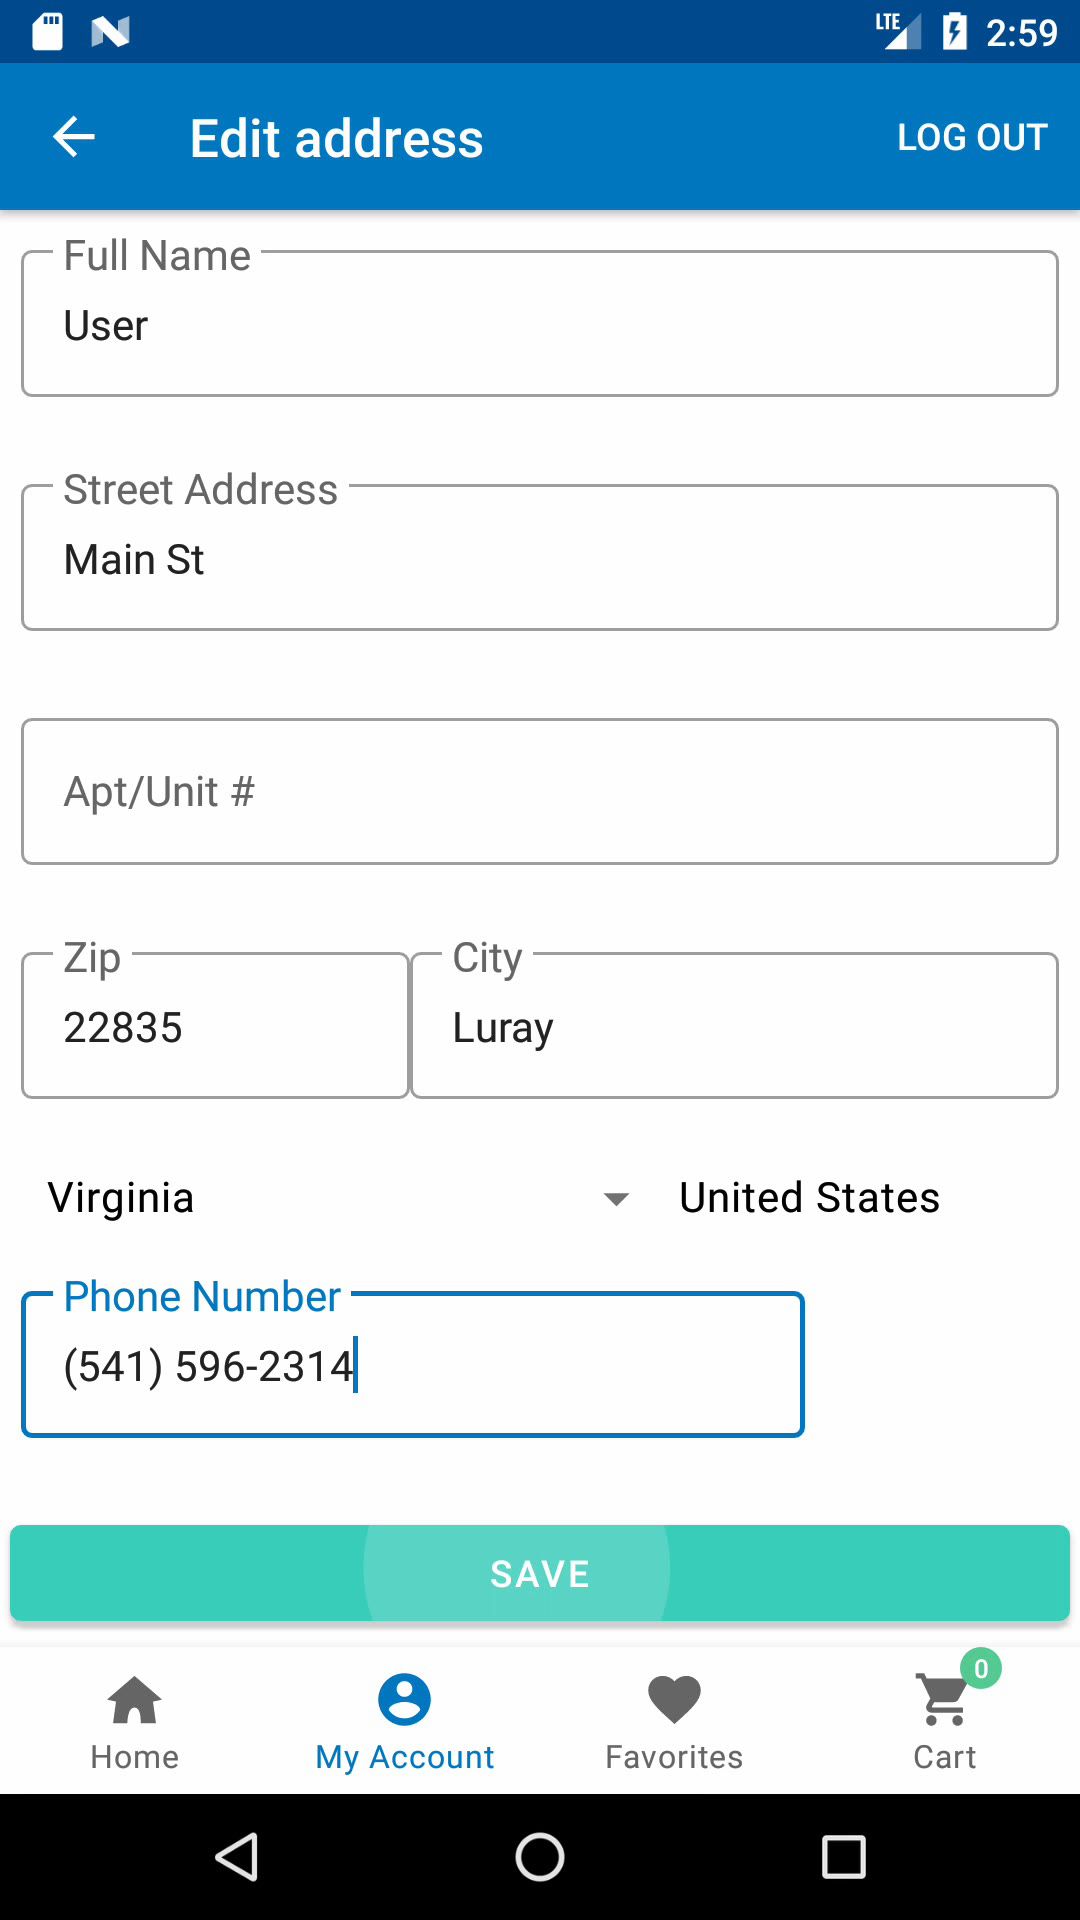 LTE 2:59
Edit address LOG OUT
Full Name
User
Street Address
Main St
Apt/Unit #
Zip City
22835 Luray
Virginia United States
Phone Number
(541) 596-2314
SAVE
0
Home My Account Favorites Cart